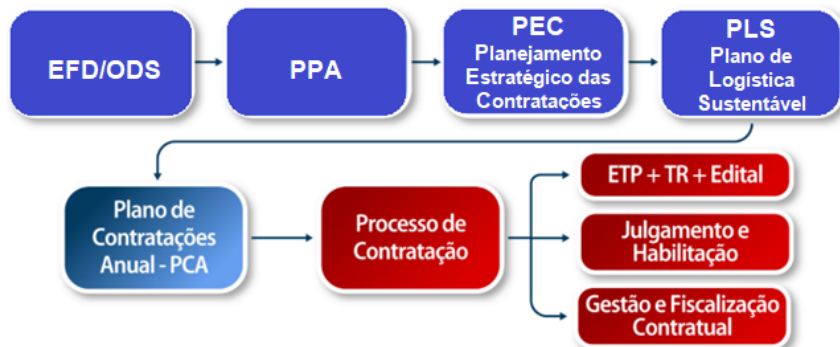 EFD/ODS
PPA
PEC
Planejamento
Estratégico das
Contratações
PLS
Plano de
Logística
Sustentável
Plano de
Contratações
Anual - PCA
Processo de
Contratação
ETP + TR + Edital
Julgamento e
Habilitação
Gestão e Fiscalização
Contratual